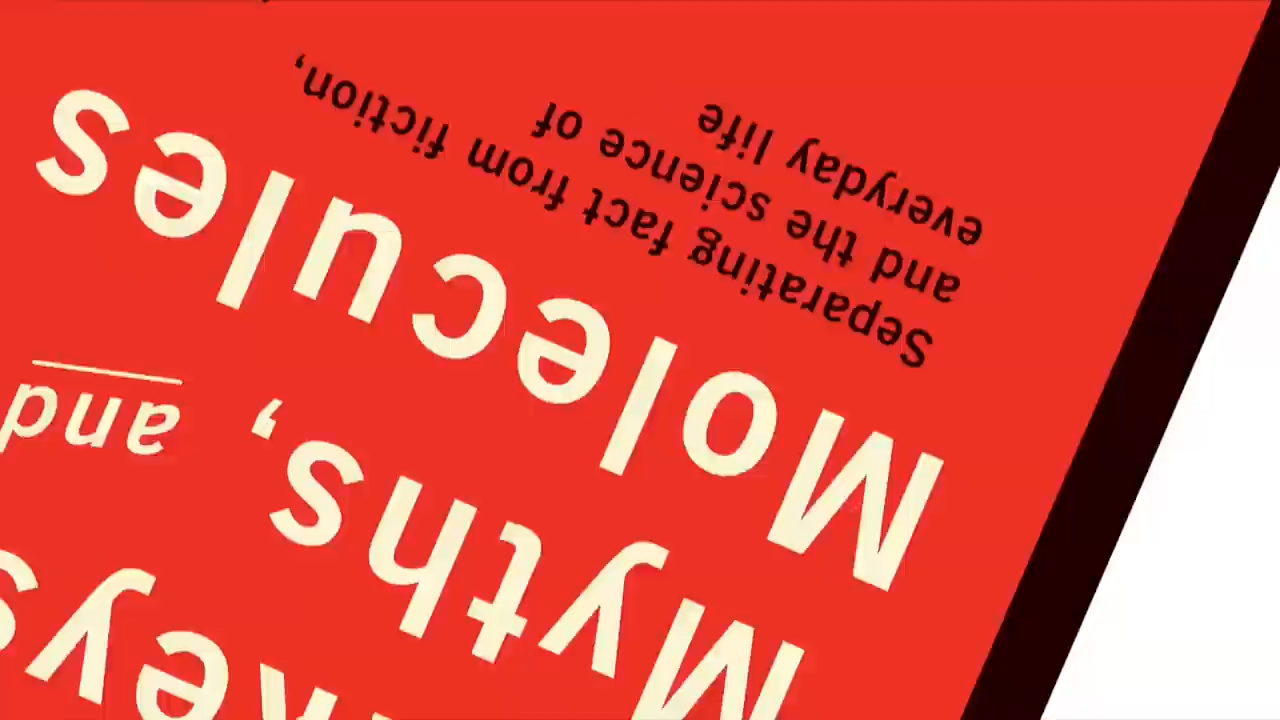 Myths, and
Molecules
Separating fact from fiction,
and the science of
everyday life